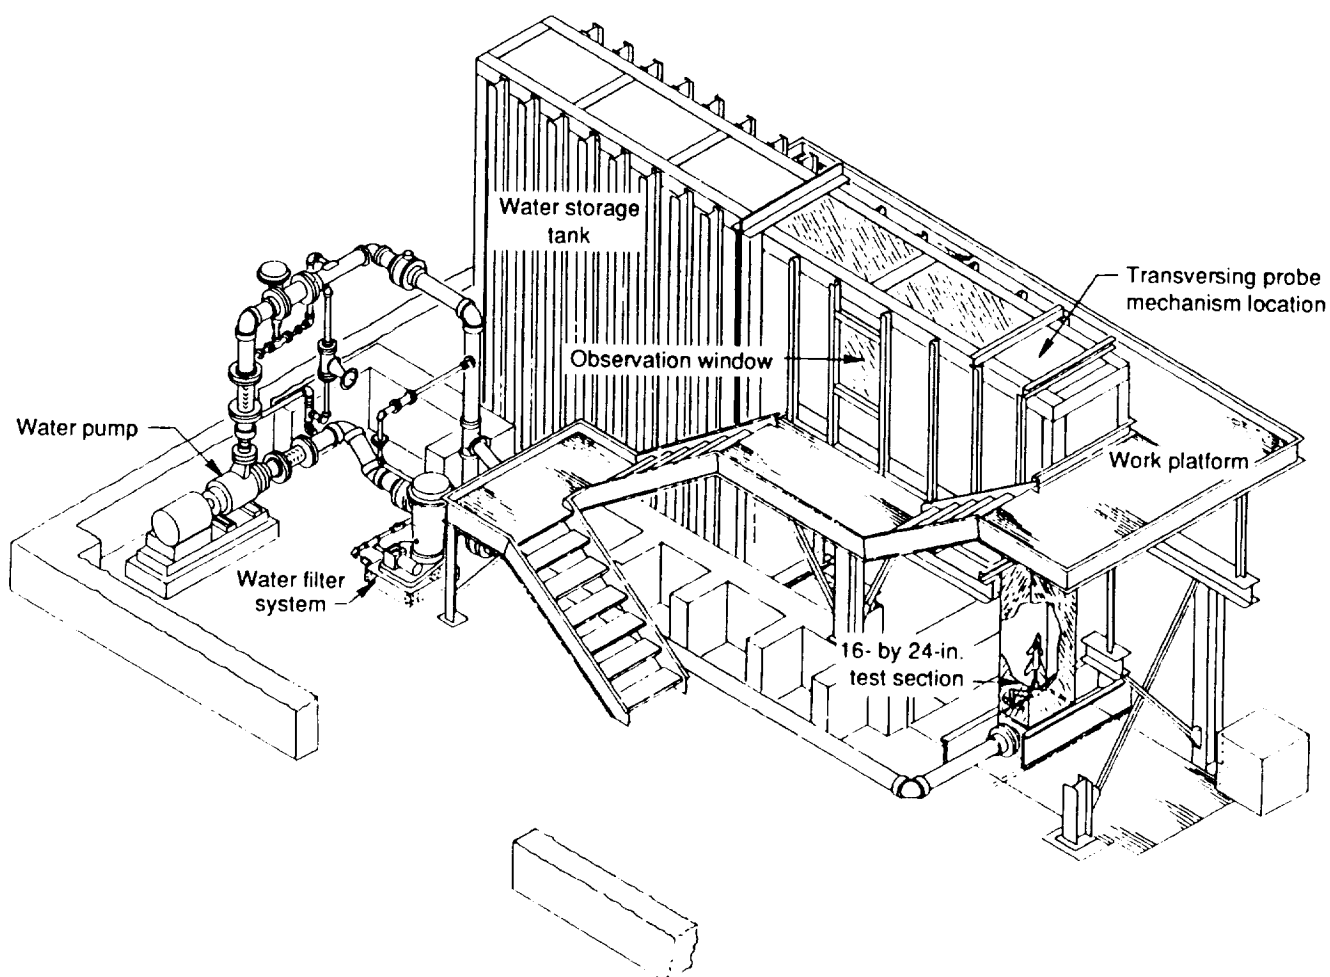 Water storage
tank
Transversing probe
mechanism location
Observation window
Water pump
Work platform
Water filter
system
16- by 24-in.
test section